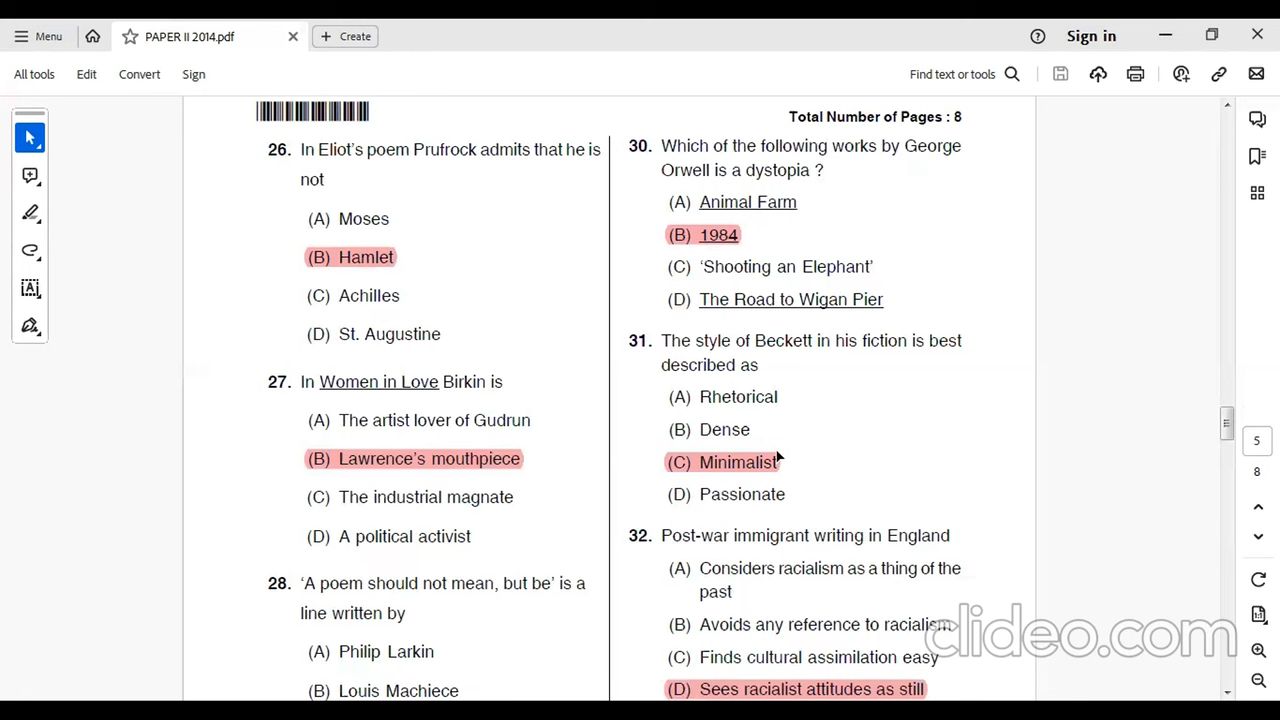 Menu
PAPER II 2014.pdf
Create
Sign in
All tools
Edit
Convert
Sign
Find text or tools
Total Number of Pages : 8
26. In Eliot's poem Prufrock admits that he is
not
(A) Moses
(B) Hamlet
(C) Achilles
(D) St. Augustine
27. In Women in Love Birkin is
(A) The artist lover of Gudrun
(B) Lawrence's mouthpiece
(C) The industrial magnate
(D) A political activist
28. 'A poem should not mean, but be' is a
line written by
(A) Philip Larkin
(B) Louis Machiece
30. Which of the following works by George
Orwell is a dystopia ?
(A) Animal Farm
(B) 1984
(C) 'Shooting an Elephant'
(D) The Road to Wigan Pier
31. The style of Beckett in his fiction is best
described as
(A) Rhetorical
(B) Dense
(C) Minimalist
(D) Passionate
32. Post-war immigrant writing in England
(A) Considers racialism as a thing of the
past
(B) Avoids any reference to racialism
(C) Finds cultural assimilation easy
(D) Sees racialist attitudes as still
5
8
1:1
clideo.com